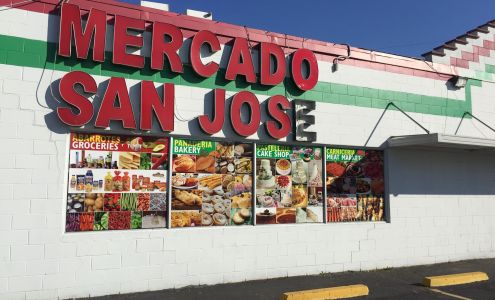 MERCADO
SAN JOSE
ABARROTES
GROCERIES
PANADERIA
BAKERY
PASTELERIA
CAKE SHOP
CARNICERIA
MEAT MARKET